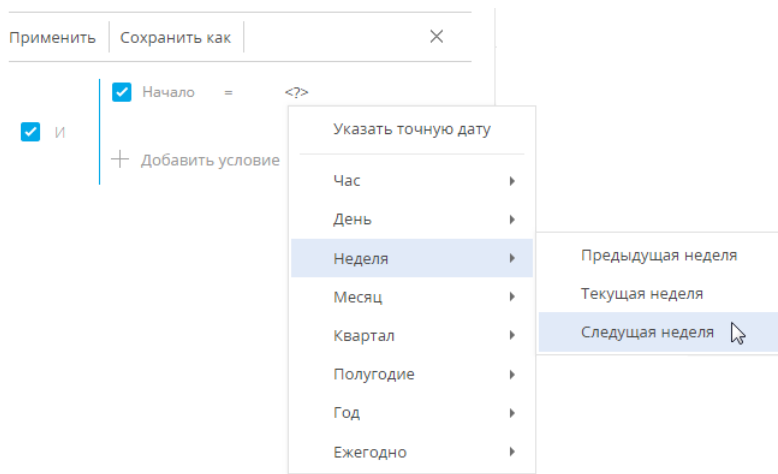 Применить Сохранить как
Начало = <?>
И
Добавить условие
Указать точную дату
Час
День
Неделя
Месяц
Квартал
Полугодие
Год
Ежегодно
Предыдущая неделя
Текущая неделя
Следущая неделя